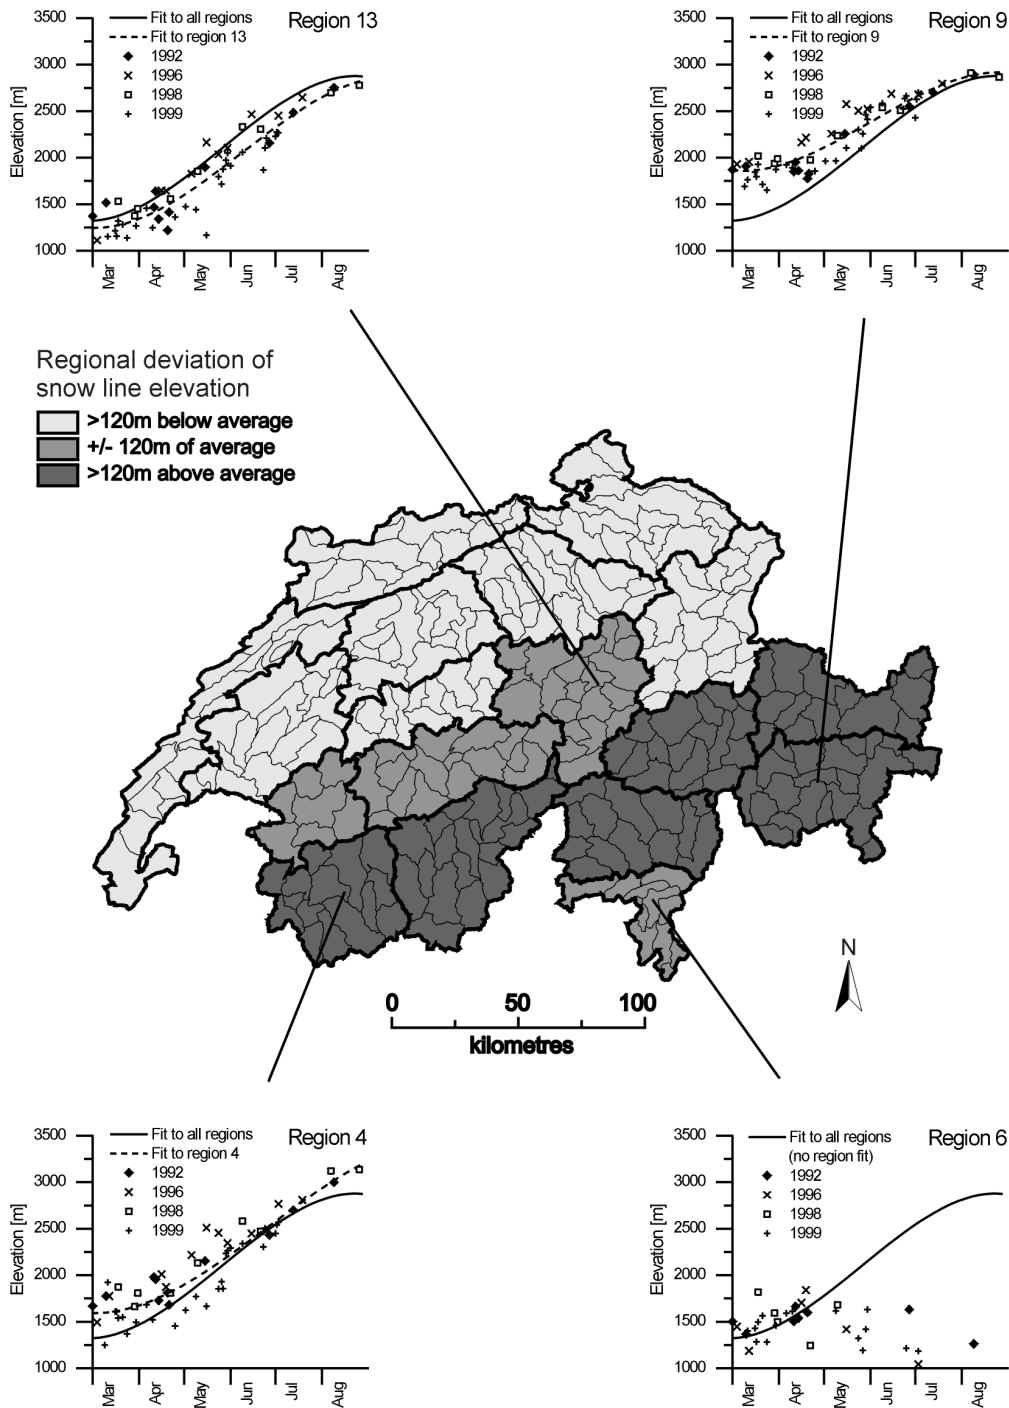 Region 13
Fit to all regions
Fit to region 13
1992
1996
1998
1999
Elevation [m]
3500
3000
2500
2000
1500
1000
Mar
Apr
May
Jun
Jul
Aug
Region 9
Fit to all regions
Fit to region 9
1992
1996
1998
1999
Elevation [m]
3500
3000
2500
2000
1500
1000
Mar
Apr
May
Jun
Jul
Aug
Regional deviation of
snow line elevation
>120m below average
+/- 120m of average
>120m above average
N
0 50 100
kilometres
Region 4
Fit to all regions
Fit to region 4
1992
1996
1998
1999
Elevation [m]
3500
3000
2500
2000
1500
1000
Mar
Apr
May
Jun
Jul
Aug
Region 6
Fit to all regions
(no region fit)
1992
1996
1998
1999
Elevation [m]
3500
3000
2500
2000
1500
1000
Mar
Apr
May
Jun
Jul
Aug